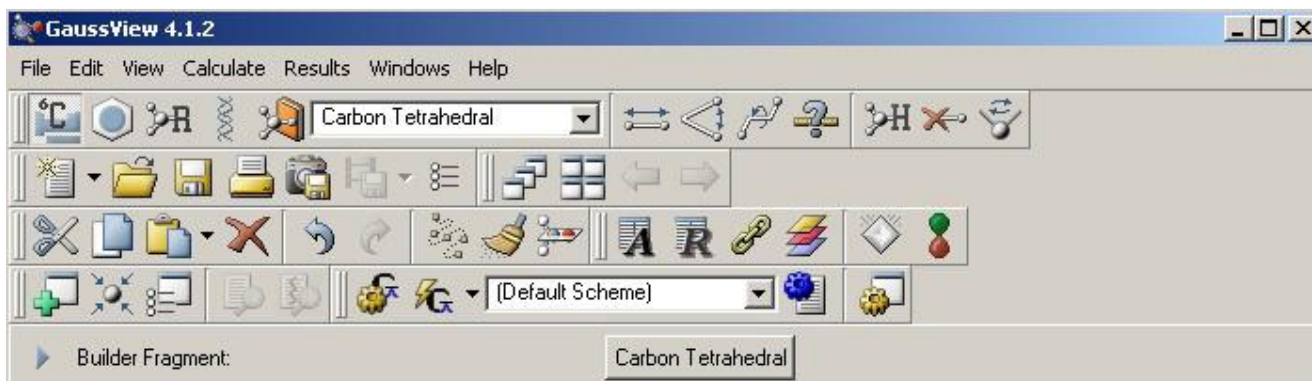 GaussView 4.1.2
File Edit View Calculate Results Windows Help
6C R Carbon Tetrahedral ? H
A R
G G (Default Scheme)
Builder Fragment: Carbon Tetrahedral